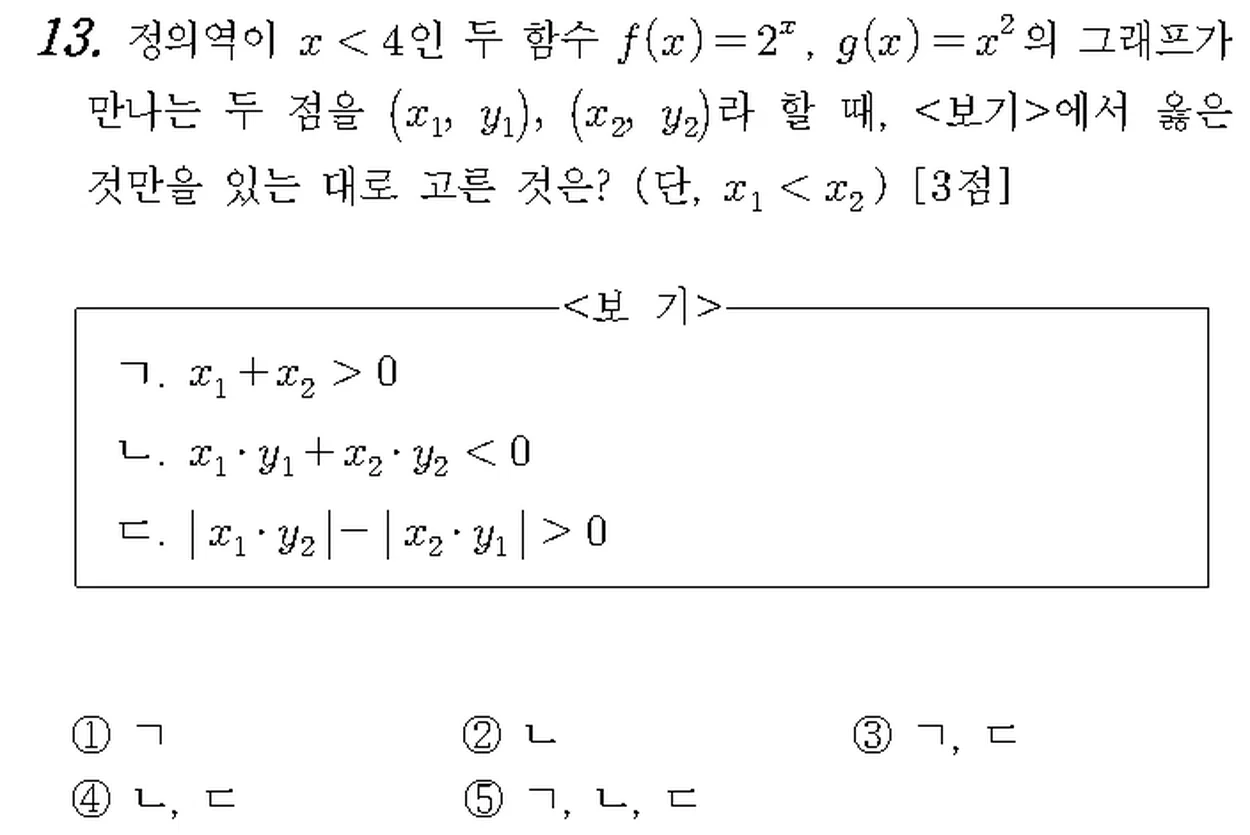 13. 정의역이 x < 4인 두 함수 f(x) = 2^x, g(x) = x^2의 그래프가
만나는 두 점을 (x_1, y_1), (x_2, y_2)라 할 때, <보기>에서 옳은
것만을 있는 대로 고른 것은? (단, x_1 < x_2) [3점]
<보 기>
ㄱ. x_1 + x_2 > 0
ㄴ. x_1 · y_1 + x_2 · y_2 < 0
ㄷ. | x_1 · y_2 | − | x_2 · y_1 | > 0
① ㄱ ② ㄴ ③ ㄱ, ㄷ
④ ㄴ, ㄷ ⑤ ㄱ, ㄴ, ㄷ